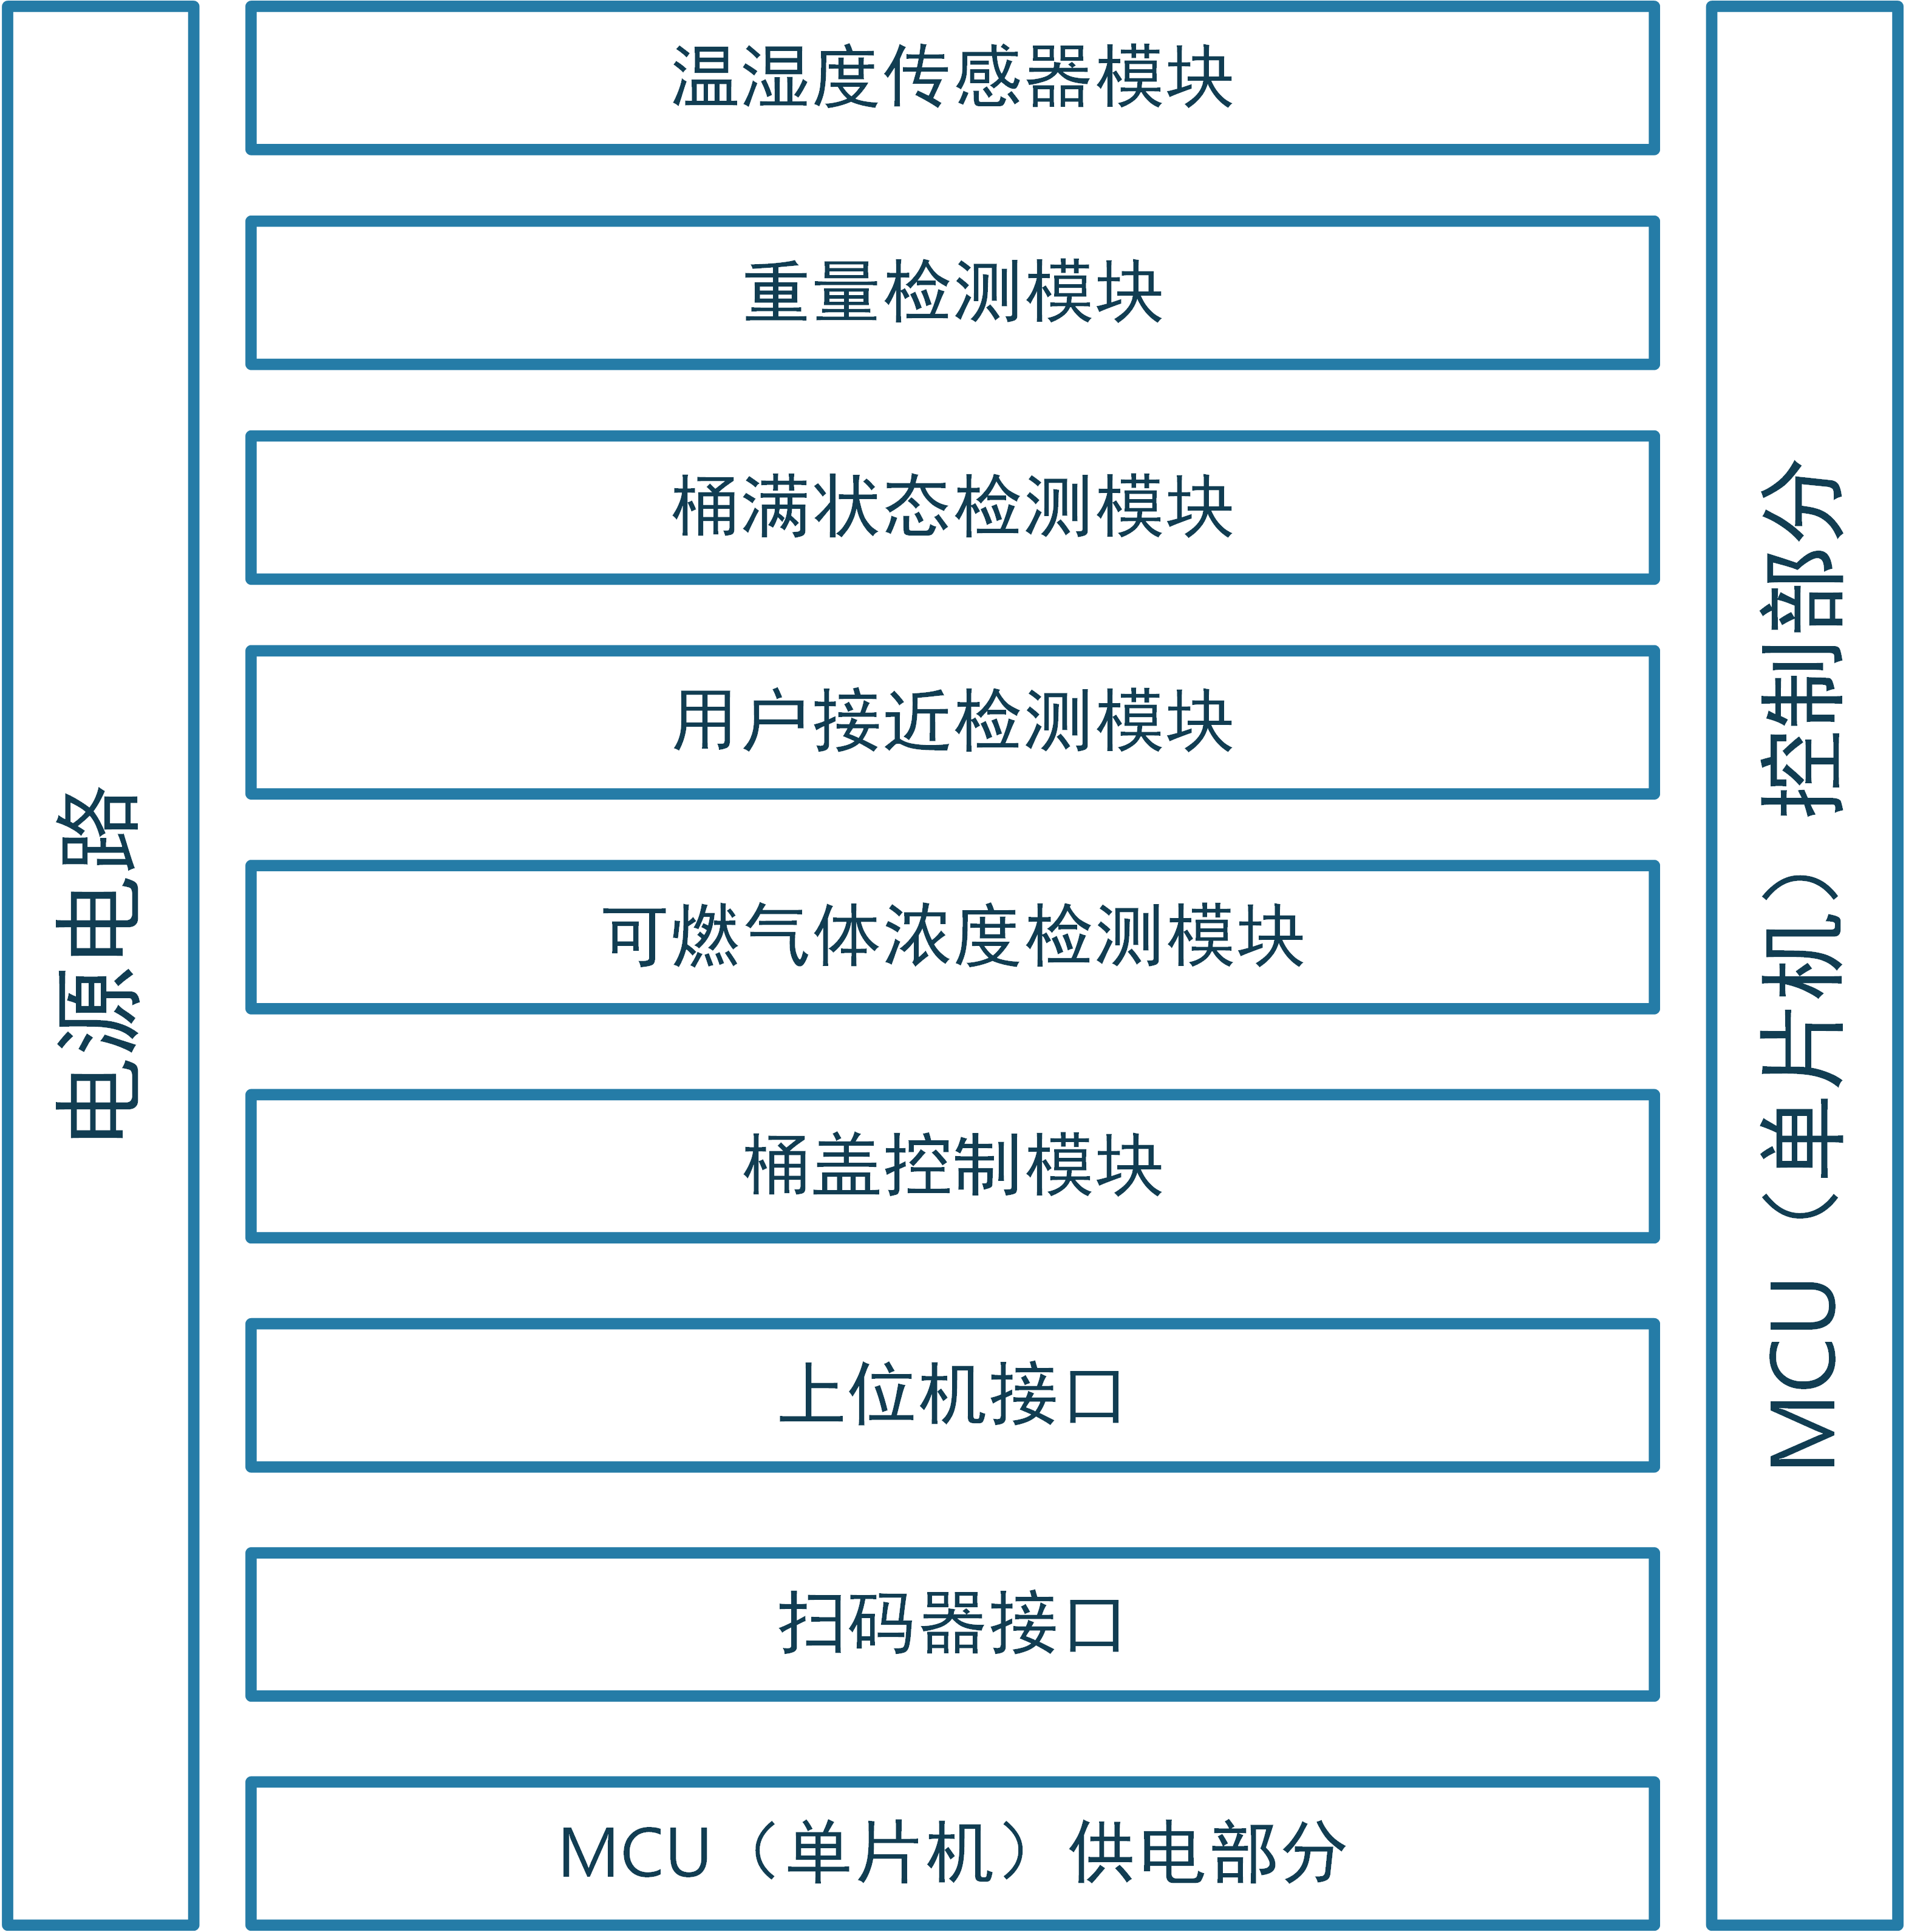 电源电路
温湿度传感器模块
重量检测模块
桶满状态检测模块
用户接近检测模块
可燃气体浓度检测模块
桶盖控制模块
上位机接口
扫码器接口
MCU（单片机）供电部分
MCU（单片机）控制部分